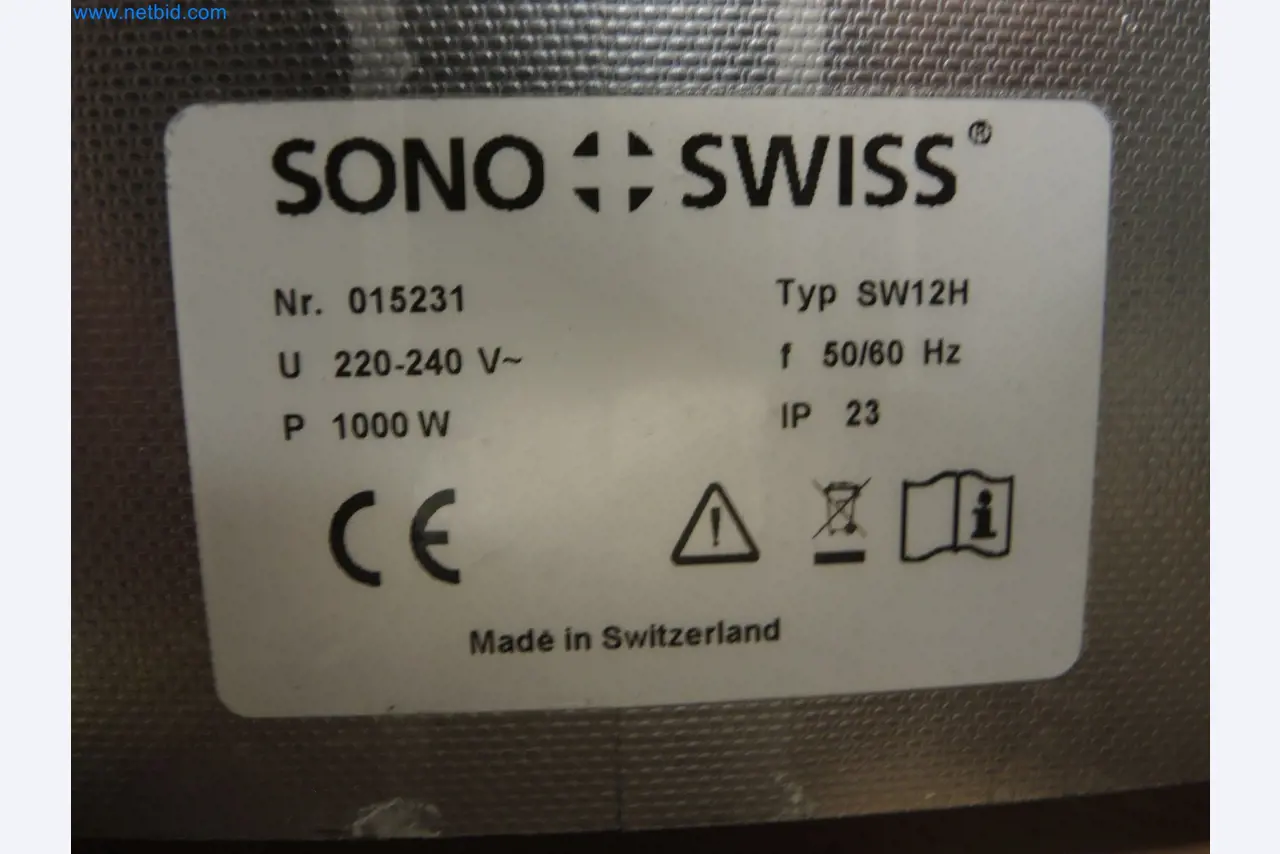 www.netbid.com
SONO SWISS®
Nr. 015231 Typ SW12H
U 220-240 V~ f 50/60 Hz
P 1000 W IP 23
CE
Made in Switzerland